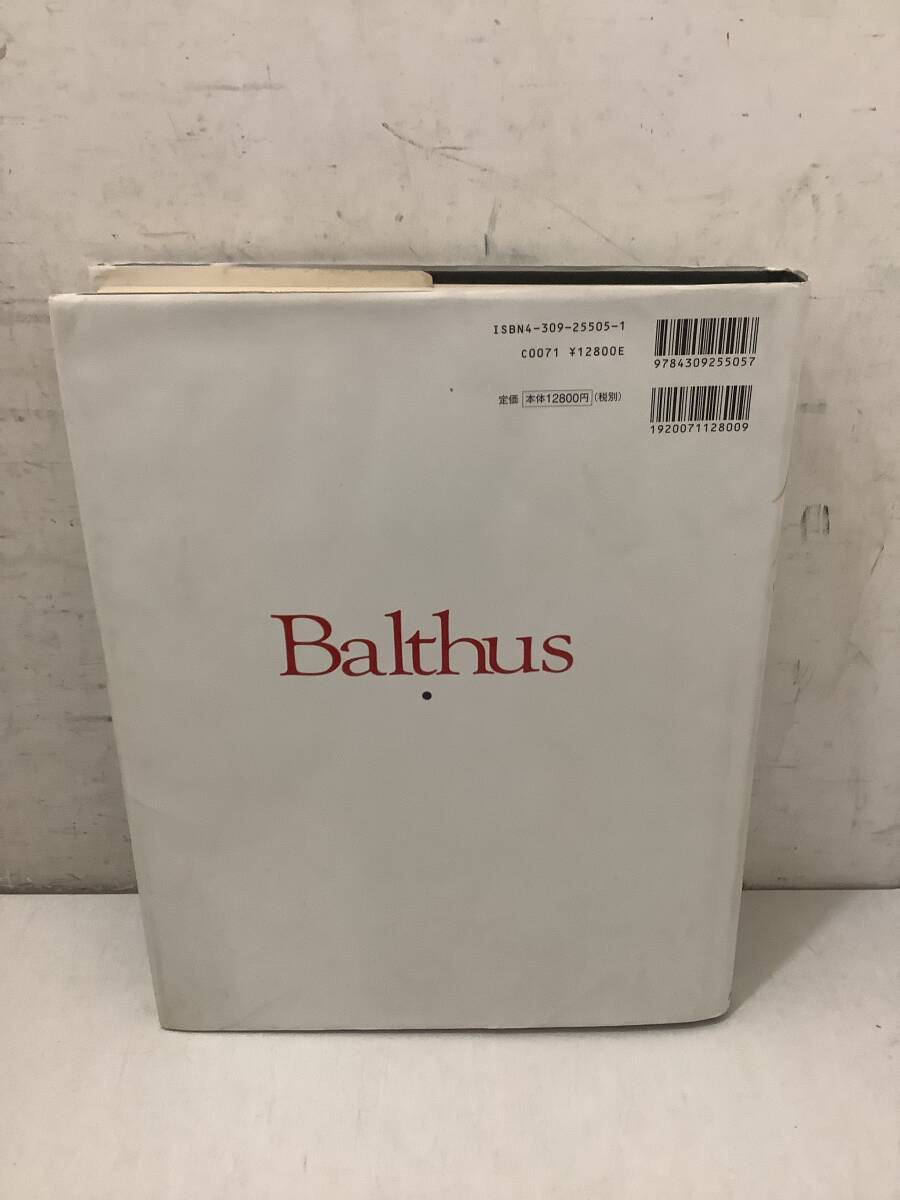 ISBN4-309-25505-1
C0071 ¥12800E
9784309255057
定価 本体12800円 (税別)
1920071128009
Balthus